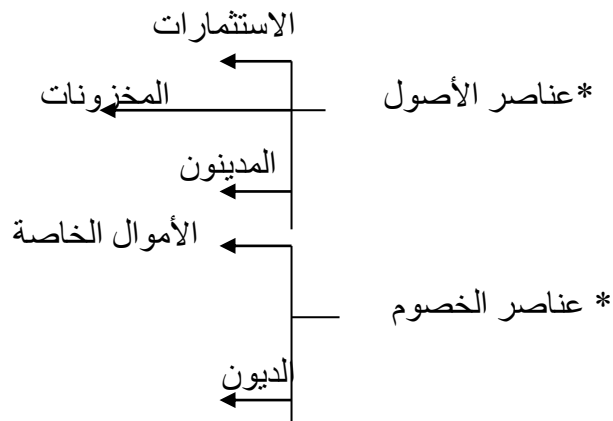 الاستثمارات
*عناصر الأصول
المخزونات
المدينون
الأموال الخاصة
* عناصر الخصوم
الديون